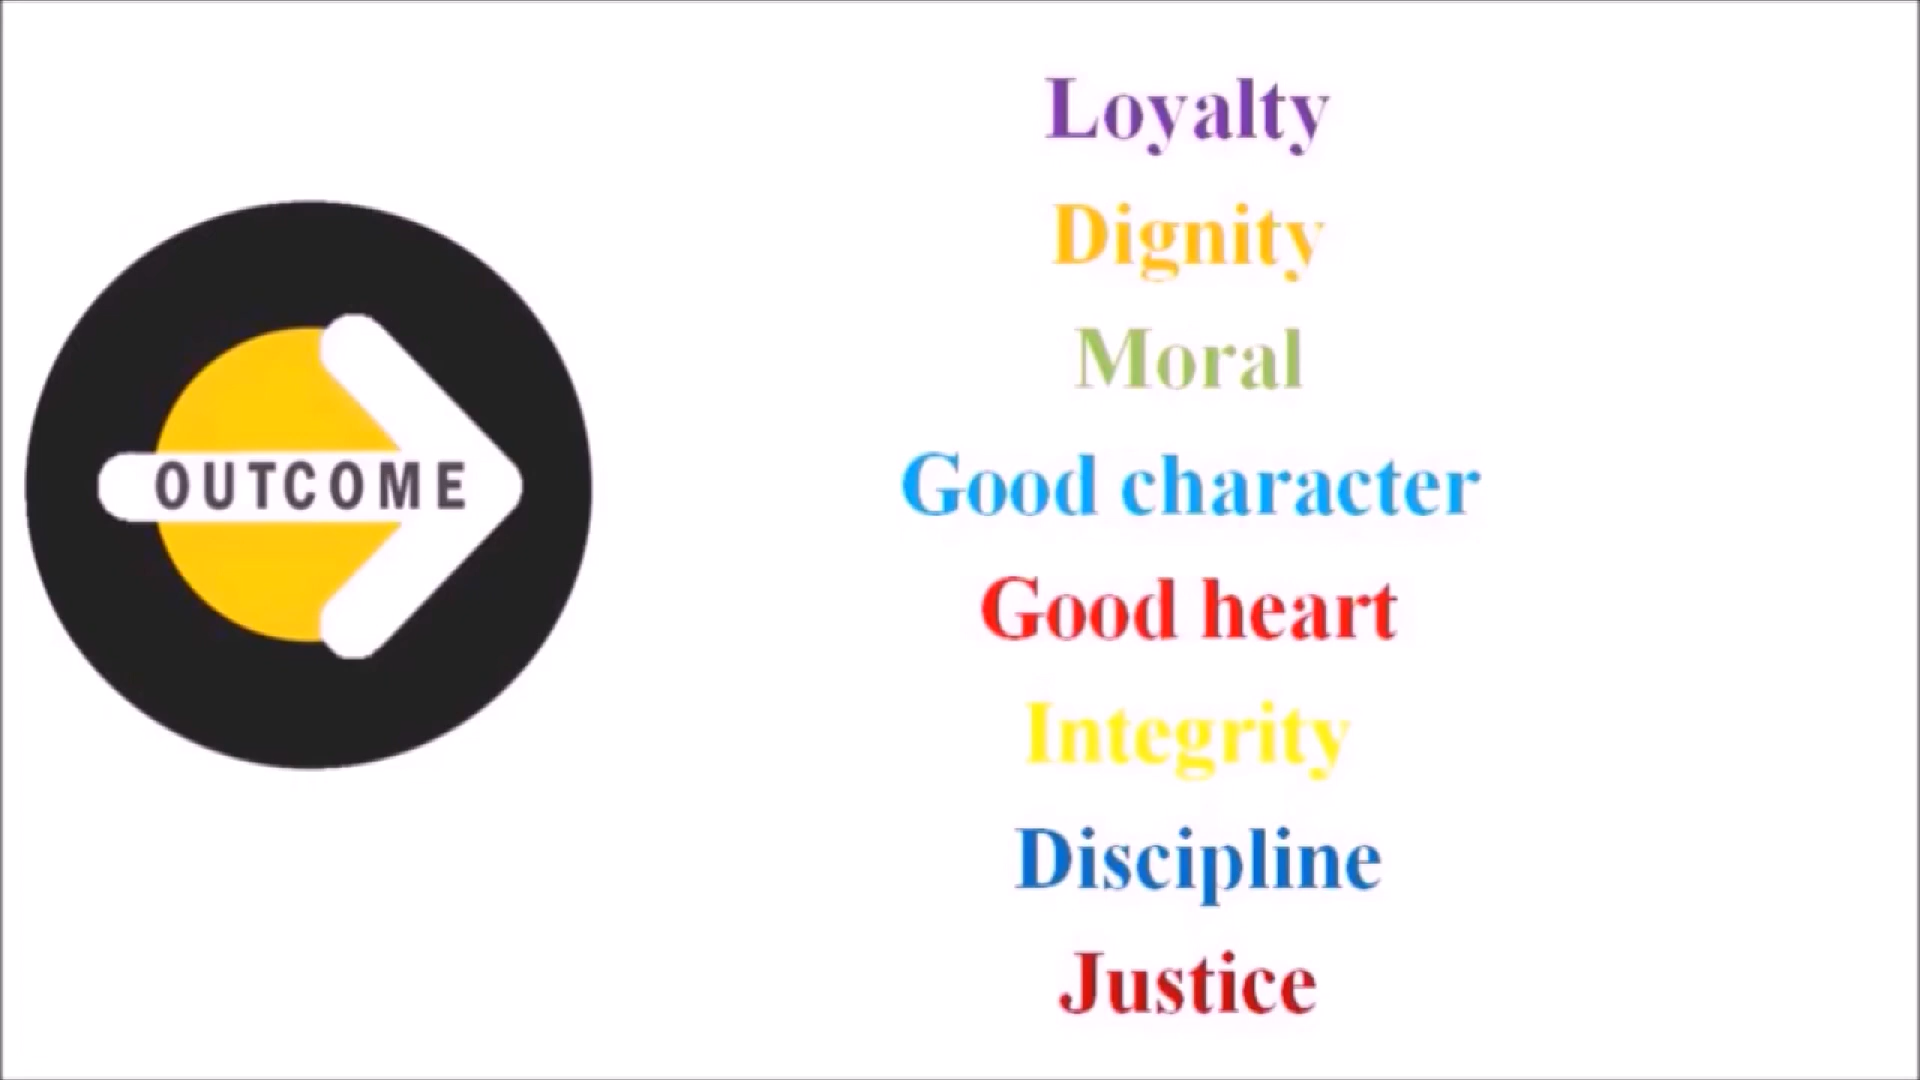 OUTCOME
Loyalty
Dignity
Moral
Good character
Good heart
Integrity
Discipline
Justice